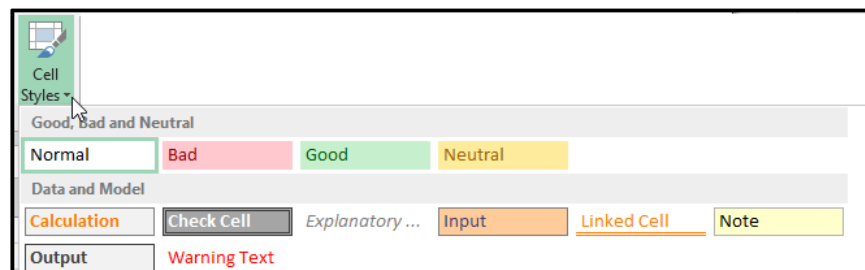 Cell
Styles
Good, Bad and Neutral
Normal Bad Good Neutral
Data and Model
Calculation Check Cell Explanatory ... Input Linked Cell Note
Output Warning Text